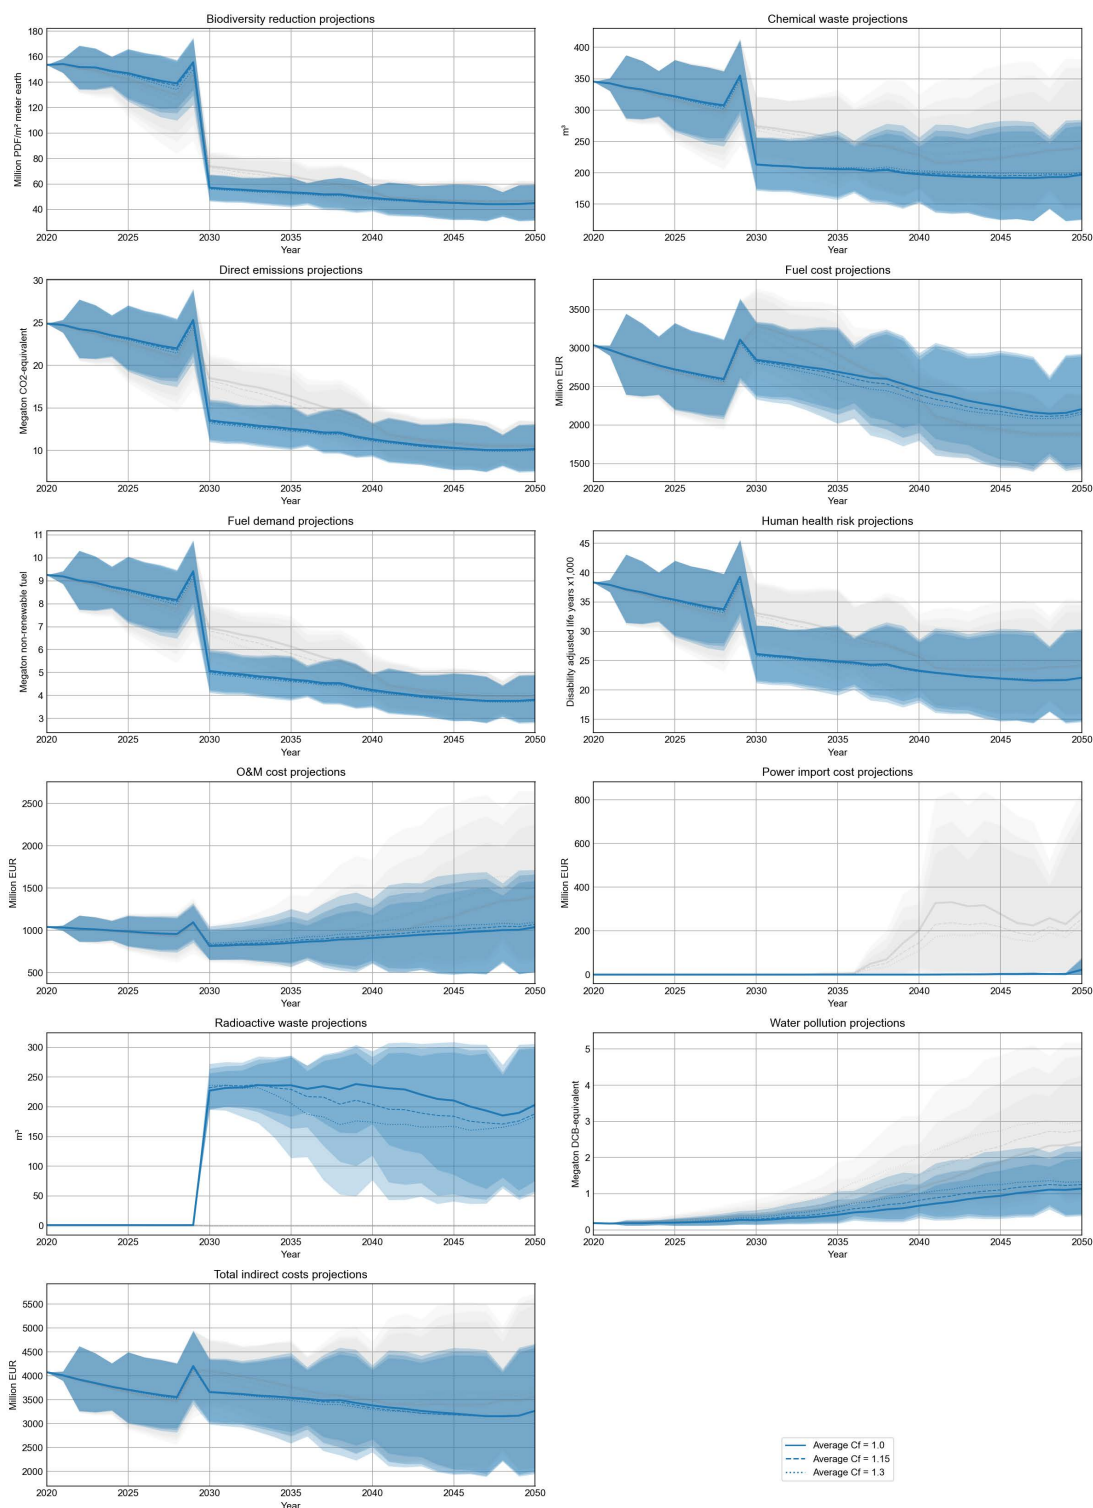 Biodiversity reduction projections
Million PDF/m² meter earth
180
160
140
120
100
80
60
40
2020 2025 2030 2035 2040 2045 2050
Year
Chemical waste projections
m³
400
350
300
250
200
150
2020 2025 2030 2035 2040 2045 2050
Year
Direct emissions projections
Megaton CO2-equivalent
30
25
20
15
10
2020 2025 2030 2035 2040 2045 2050
Year
Fuel cost projections
Million EUR
3500
3000
2500
2000
1500
2020 2025 2030 2035 2040 2045 2050
Year
Fuel demand projections
Megaton non-renewable fuel
11
10
9
8
7
6
5
4
3
2020 2025 2030 2035 2040 2045 2050
Year
Human health risk projections
Disability adjusted life years x1,000
45
40
35
30
25
20
15
2020 2025 2030 2035 2040 2045 2050
Year
O&M cost projections
Million EUR
2500
2000
1500
1000
500
2020 2025 2030 2035 2040 2045 2050
Year
Power import cost projections
Million EUR
800
600
400
200
0
2020 2025 2030 2035 2040 2045 2050
Year
Radioactive waste projections
m³
300
250
200
150
100
50
0
2020 2025 2030 2035 2040 2045 2050
Year
Water pollution projections
Megaton DCB-equivalent
5
4
3
2
1
0
2020 2025 2030 2035 2040 2045 2050
Year
Total indirect costs projections
Million EUR
5500
5000
4500
4000
3500
3000
2500
2000
2020 2025 2030 2035 2040 2045 2050
Year
Average Cf = 1.0
Average Cf = 1.15
Average Cf = 1.3